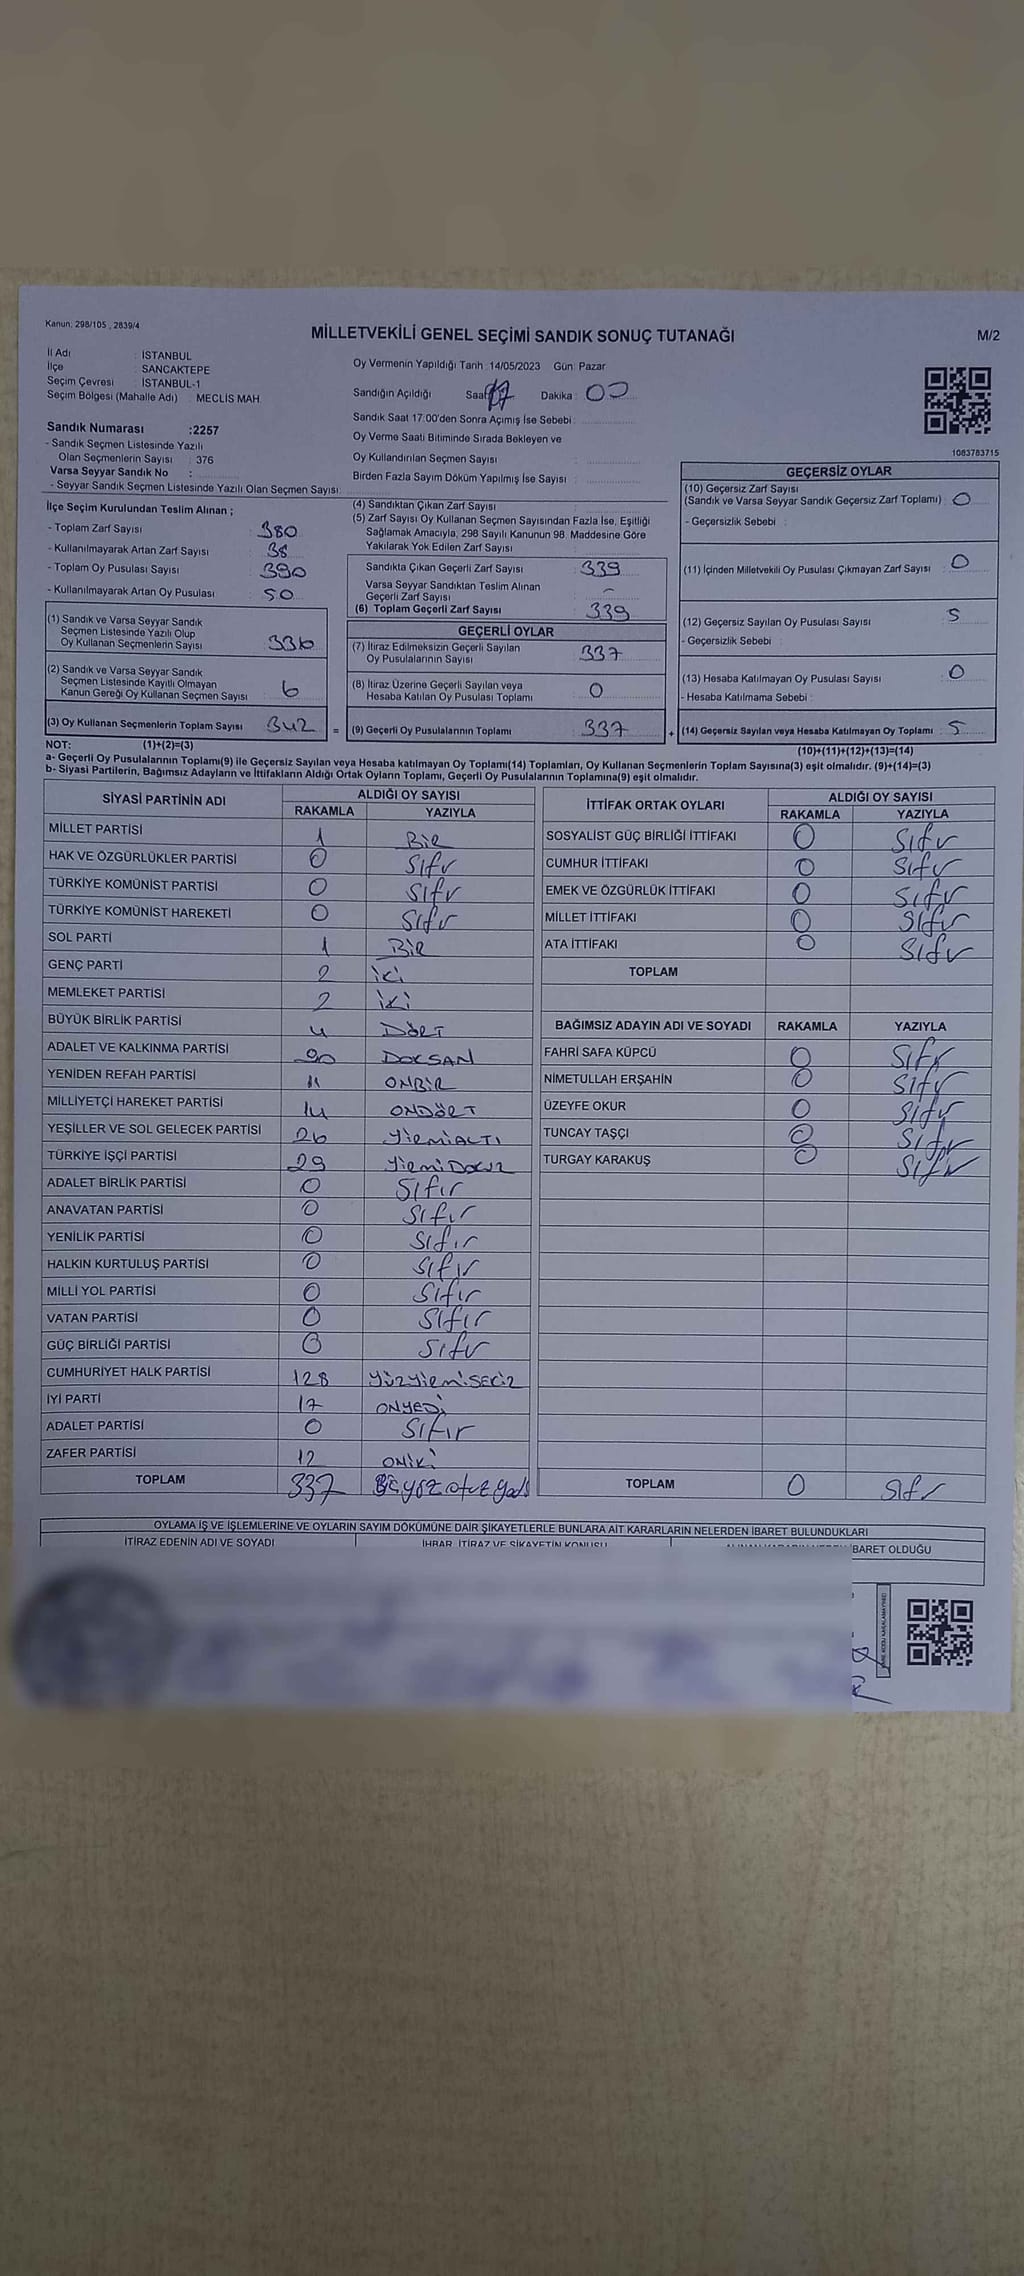 Kanun, 298/105 , 2839/4
MİLLETVEKİLİ GENEL SEÇİMİ SANDIK SONUÇ TUTANAĞI
M/2
İl Adı : İSTANBUL
İlçe : SANCAKTEPE
Seçim Çevresi : İSTANBUL-1
Seçim Bölgesi (Mahalle Adı) : MECLİS MAH.
Oy Vermenin Yapıldığı Tarih :14/05/2023 Gün: Pazar
Sandığın Açıldığı Saat 17 Dakika : 00
Sandık Saat 17:00'den Sonra Açımış İse Sebebi :
Oy Verme Saati Bitiminde Sırada Bekleyen ve
Oy Kullandırılan Seçmen Sayısı :
Birden Fazla Sayım Döküm Yapılmış İse Sayısı :
1083783715
Sandık Numarası :2257
- Sandık Seçmen Listesinde Yazılı
Olan Seçmenlerin Sayısı : 376
Varsa Seyyar Sandık No :
- Seyyar Sandık Seçmen Listesinde Yazılı Olan Seçmen Sayısı:
İlçe Seçim Kurulundan Teslim Alınan ;
- Toplam Zarf Sayısı : 380
- Kullanılmayarak Artan Zarf Sayısı : 38
- Toplam Oy Pusulası Sayısı : 390
- Kullanılmayarak Artan Oy Pusulası : 50
(1) Sandık ve Varsa Seyyar Sandık
Seçmen Listesinde Yazılı Olup
Oy Kullanan Seçmenlerin Sayısı : 336
(2) Sandık ve Varsa Seyyar Sandık
Seçmen Listesinde Kayıtlı Olmayan
Kanun Gereği Oy Kullanan Seçmen Sayısı : 6
(3) Oy Kullanan Seçmenlerin Toplam Sayısı : 342
(4) Sandıktan Çıkan Zarf Sayısı :
(5) Zarf Sayısı Oy Kullanan Seçmen Sayısından Fazla İse, Eşitliği
Sağlamak Amacıyla, 298 Sayılı Kanunun 98. Maddesine Göre
Yakılarak Yok Edilen Zarf Sayısı :
Sandıkta Çıkan Geçerli Zarf Sayısı : 339
Varsa Seyyar Sandıktan Teslim Alınan
Geçerli Zarf Sayısı : -
(6) Toplam Geçerli Zarf Sayısı : 339
GEÇERLİ OYLAR
(7) İtiraz Edilmeksizin Geçerli Sayılan
Oy Pusulalarının Sayısı : 337
(8) İtiraz Üzerine Geçerli Sayılan veya
Hesaba Katılan Oy Pusulası Toplamı : 0
= (9) Geçerli Oy Pusulalarının Toplamı : 337
GEÇERSİZ OYLAR
(10) Geçersiz Zarf Sayısı
(Sandık ve Varsa Seyyar Sandık Geçersiz Zarf Toplamı) : 0
- Geçersizlik Sebebi :
(11) İçinden Milletvekili Oy Pusulası Çıkmayan Zarf Sayısı : 0
(12) Geçersiz Sayılan Oy Pusulası Sayısı : 5
- Geçersizlik Sebebi :
(13) Hesaba Katılmayan Oy Pusulası Sayısı : 0
- Hesaba Katılmama Sebebi :
+ (14) Geçersiz Sayılan veya Hesaba Katılmayan Oy Toplamı : 5
NOT: (1)+(2)=(3)
(10)+(11)+(12)+(13)=(14)
a- Geçerli Oy Pusulalarının Toplamı(9) ile Geçersiz Sayılan veya Hesaba katılmayan Oy Toplamı(14) Toplamları, Oy Kullanan Seçmenlerin Toplam Sayısına(3) eşit olmalıdır. (9)+(14)=(3)
b- Siyasi Partilerin, Bağımsız Adayların ve İttifakların Aldığı Ortak Oyların Toplamı, Geçerli Oy Pusulalarının Toplamına(9) eşit olmalıdır.
SİYASİ PARTİNİN ADI ALDIĞI OY SAYISI
RAKAMLA YAZIYLA
MİLLET PARTİSİ 1 BİR
HAK VE ÖZGÜRLÜKLER PARTİSİ 0 Sıfır
TÜRKİYE KOMÜNİST PARTİSİ 0 Sıfır
TÜRKİYE KOMÜNİST HAREKETİ 0 Sıfır
SOL PARTİ 1 BİR
GENÇ PARTİ 2 İKİ
MEMLEKET PARTİSİ 2 İKİ
BÜYÜK BİRLİK PARTİSİ 4 DÖRT
ADALET VE KALKINMA PARTİSİ 90 DOKSAN
YENİDEN REFAH PARTİSİ 11 ONBİR
MİLLİYETÇİ HAREKET PARTİSİ 14 ONDÖRT
YEŞİLLER VE SOL GELECEK PARTİSİ 26 YİRMİALTI
TÜRKİYE İŞÇİ PARTİSİ 29 YİRMİDOKUZ
ADALET BİRLİK PARTİSİ 0 Sıfır
ANAVATAN PARTİSİ 0 Sıfır
YENİLİK PARTİSİ 0 Sıfır
HALKIN KURTULUŞ PARTİSİ 0 Sıfır
MİLLİ YOL PARTİSİ 0 Sıfır
VATAN PARTİSİ 0 Sıfır
GÜÇ BİRLİĞİ PARTİSİ 0 Sıfır
CUMHURİYET HALK PARTİSİ 128 YÜZYİRMİSEKİZ
İYİ PARTİ 17 ONYEDİ
ADALET PARTİSİ 0 Sıfır
ZAFER PARTİSİ 12 ONİKİ
TOPLAM 337
İTTİFAK ORTAK OYLARI ALDIĞI OY SAYISI
RAKAMLA YAZIYLA
SOSYALİST GÜÇ BİRLİĞİ İTTİFAKI 0 Sıfır
CUMHUR İTTİFAKI 0 Sıfır
EMEK VE ÖZGÜRLÜK İTTİFAKI 0 Sıfır
MİLLET İTTİFAKI 0 Sıfır
ATA İTTİFAKI 0 Sıfır
TOPLAM
BAĞIMSIZ ADAYIN ADI VE SOYADI RAKAMLA YAZIYLA
FAHRİ SAFA KÜPCÜ 0 Sıfır
NİMETULLAH ERŞAHİN 0 Sıfır
ÜZEYFE OKUR 0 Sıfır
TUNCAY TAŞÇI 0 Sıfır
TURGAY KARAKUŞ 0 Sıfır
TOPLAM 0 Sıfır
OYLAMA İŞ VE İŞLEMLERİNE VE OYLARIN SAYIM DÖKÜMÜNE DAİR ŞİKAYETLERLE BUNLARA AİT KARARLARIN NELERDEN İBARET BULUNDUKLARI
İTİRAZ EDENİN ADI VE SOYADI İHBAR, İTİRAZ VE ŞİKAYETİN KONUSU İBARET OLDUĞU